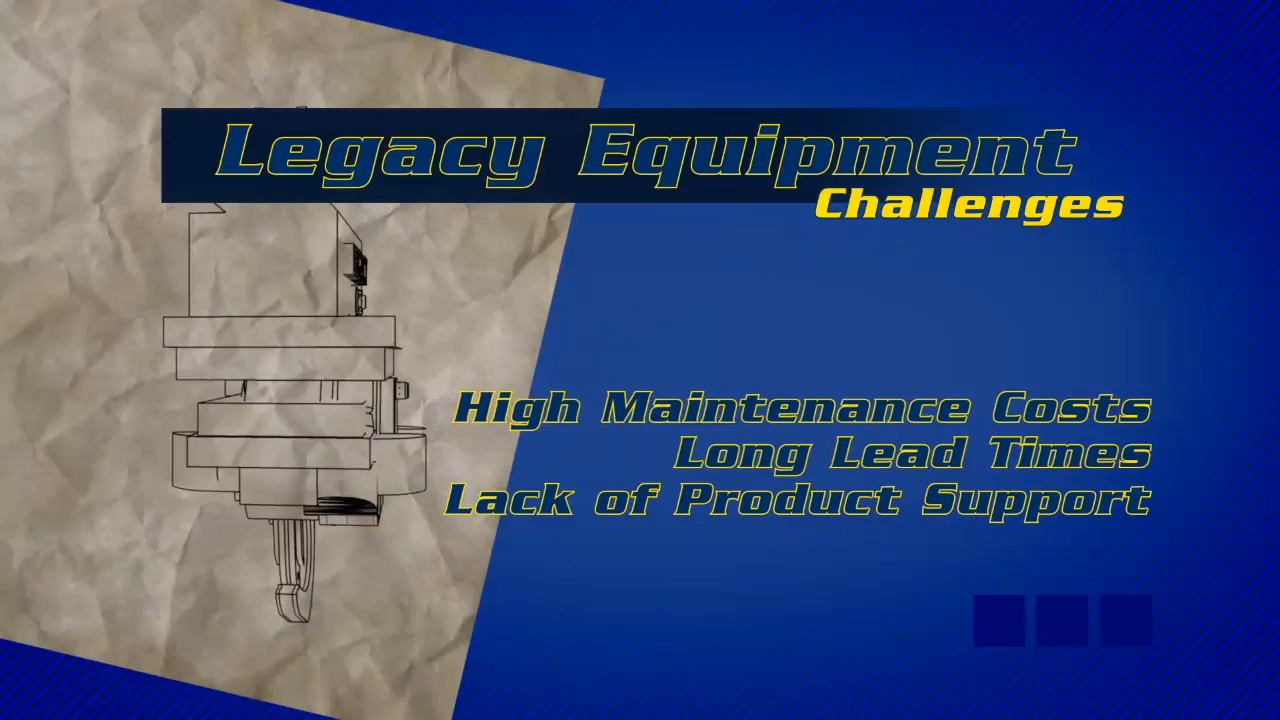 Legacy Equipment
Challenges
High Maintenance Costs
Long Lead Times
Lack of Product Support